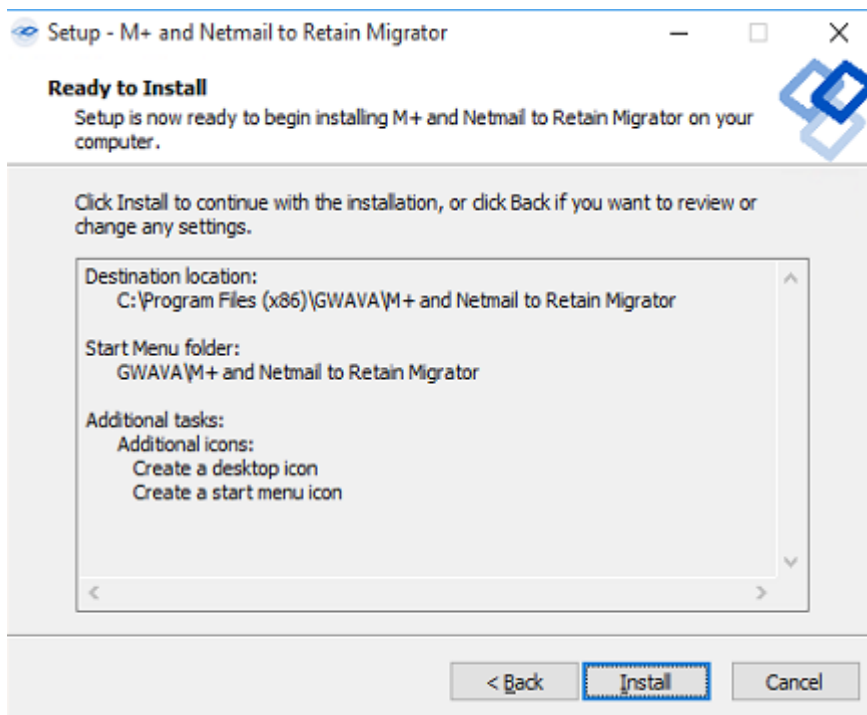 Setup - M+ and Netmail to Retain Migrator
Ready to Install
Setup is now ready to begin installing M+ and Netmail to Retain Migrator on your
computer.
Click Install to continue with the installation, or click Back if you want to review or
change any settings.
Destination location:
C:\Program Files (x86)\GWAVA\M+ and Netmail to Retain Migrator
Start Menu folder:
GWAVA\M+ and Netmail to Retain Migrator
Additional tasks:
Additional icons:
Create a desktop icon
Create a start menu icon
< Back Install Cancel